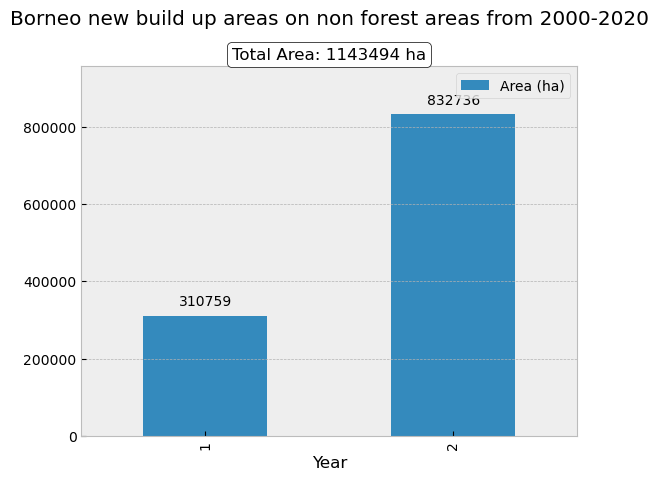 Borneo new build up areas on non forest areas from 2000-2020
Total Area: 1143494 ha
Area (ha)
832736
800000
600000
400000
310759
200000
0
1
2
Year